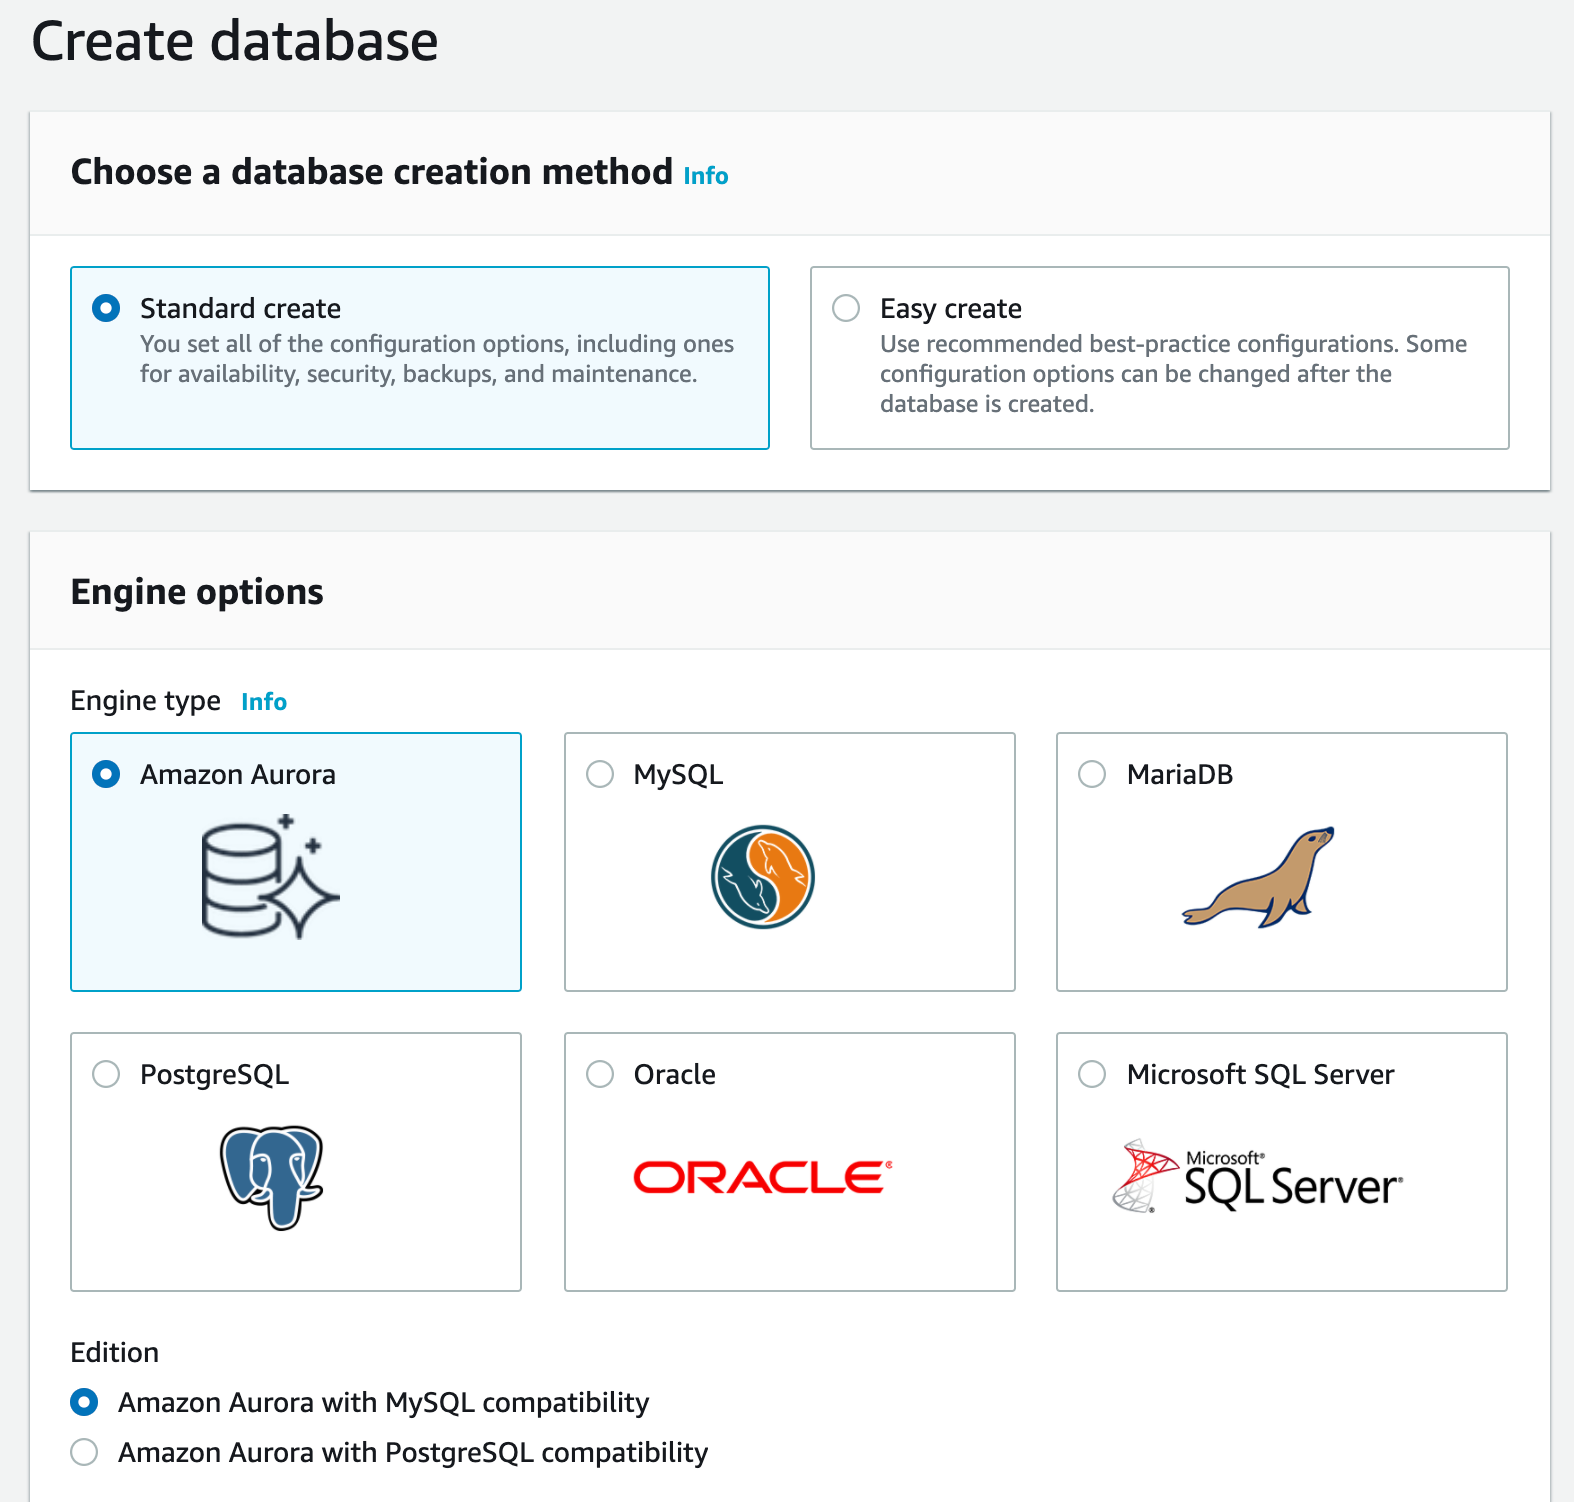 Create database
Choose a database creation method Info
Standard create
You set all of the configuration options, including ones
for availability, security, backups, and maintenance.
Easy create
Use recommended best-practice configurations. Some
configuration options can be changed after the
database is created.
Engine options
Engine type Info
Amazon Aurora
MySQL
MariaDB
PostgreSQL
Oracle
ORACLE®
Microsoft SQL Server
Microsoft®
SQL Server®
Edition
Amazon Aurora with MySQL compatibility
Amazon Aurora with PostgreSQL compatibility